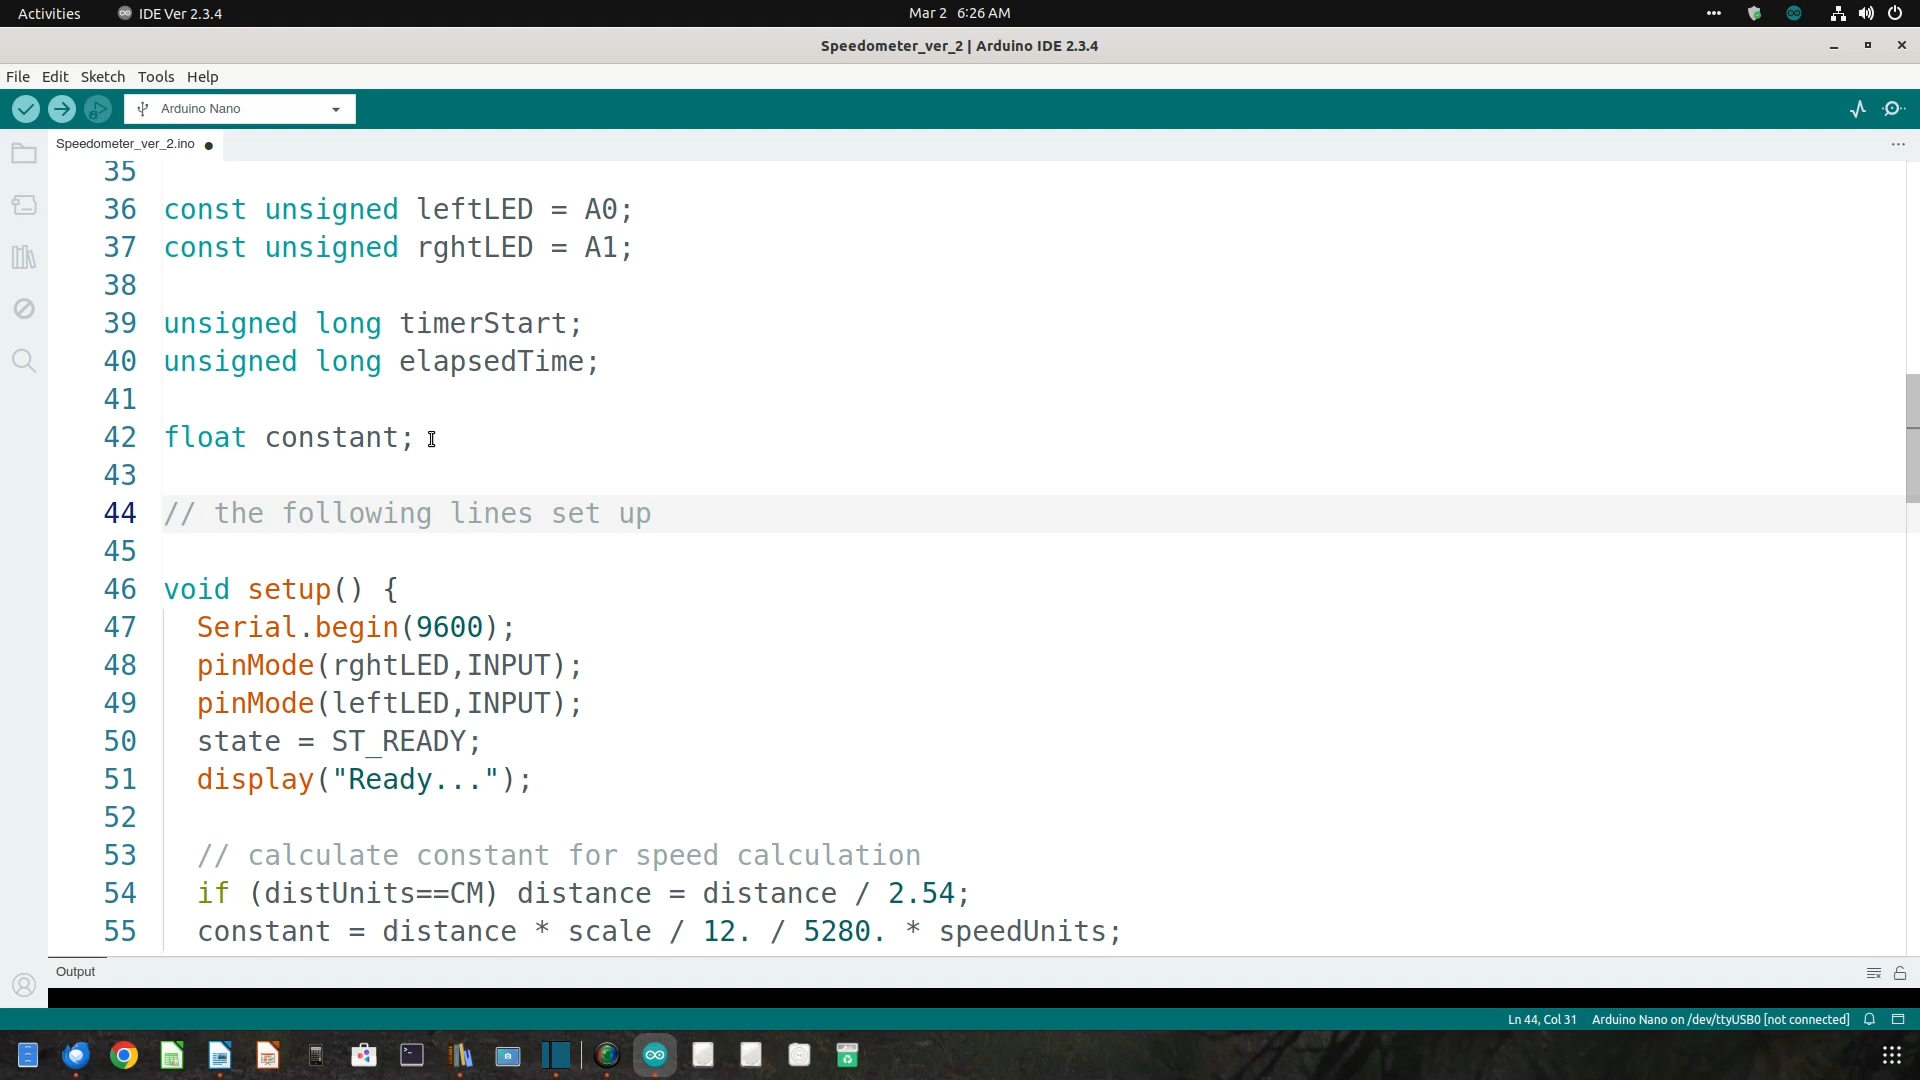 Activities
IDE Ver 2.3.4
Mar 2 6:26 AM
Speedometer_ver_2 | Arduino IDE 2.3.4
File Edit Sketch Tools Help
Arduino Nano
Speedometer_ver_2.ino
35
36 const unsigned leftLED = A0;
37 const unsigned rghtLED = A1;
38
39 unsigned long timerStart;
40 unsigned long elapsedTime;
41
42 float constant;
43
44 // the following lines set up
45
46 void setup() {
47 Serial.begin(9600);
48 pinMode(rghtLED,INPUT);
49 pinMode(leftLED,INPUT);
50 state = ST_READY;
51 display("Ready...");
52
53 // calculate constant for speed calculation
54 if (distUnits==CM) distance = distance / 2.54;
55 constant = distance * scale / 12. / 5280. * speedUnits;
Output
Ln 44, Col 31 Arduino Nano on /dev/ttyUSB0 [not connected]